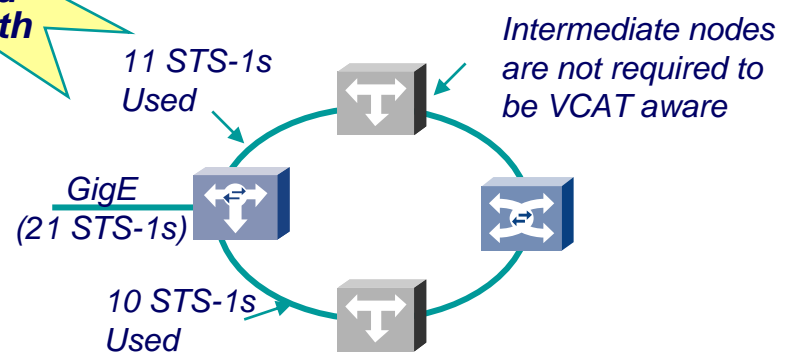 th
11 STS-1s
Used
Intermediate nodes
are not required to
be VCAT aware
GigE
(21 STS-1s)
10 STS-1s
Used